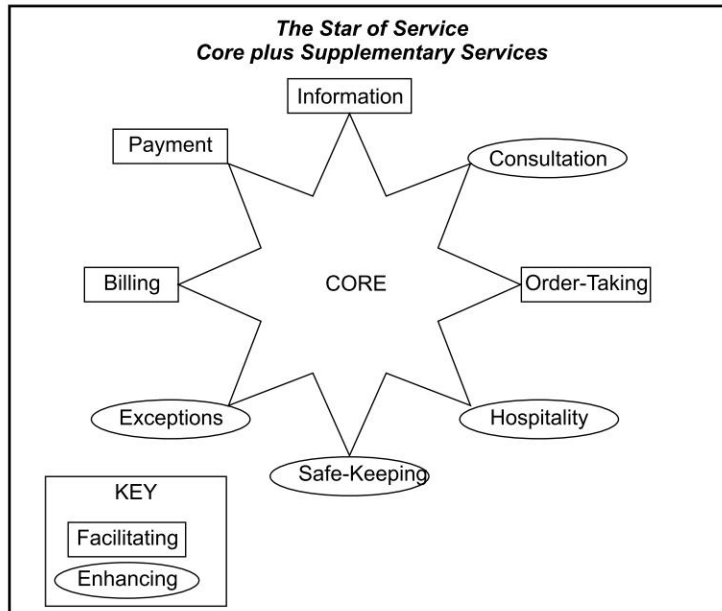 The Star of Service
Core plus Supplementary Services
Information
Payment
Consultation
Billing
CORE
Order-Taking
Exceptions
Hospitality
Safe-Keeping
KEY
Facilitating
Enhancing